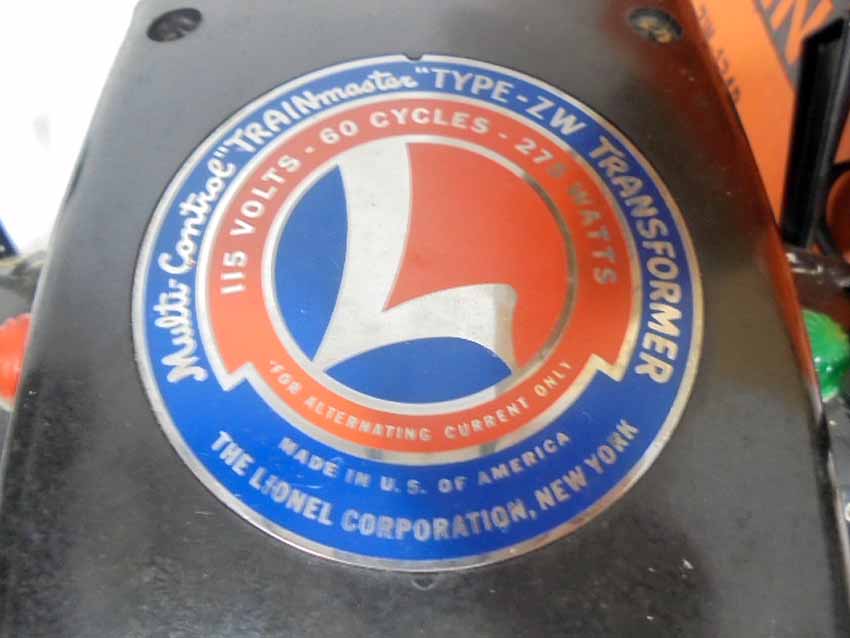 Multi-Control "TRAINmaster" TYPE-ZW TRANSFORMER
115 VOLTS - 60 CYCLES - 275 WATTS
L
"FOR ALTERNATING CURRENT ONLY
MADE IN U.S. OF AMERICA
THE LIONEL CORPORATION, NEW YORK